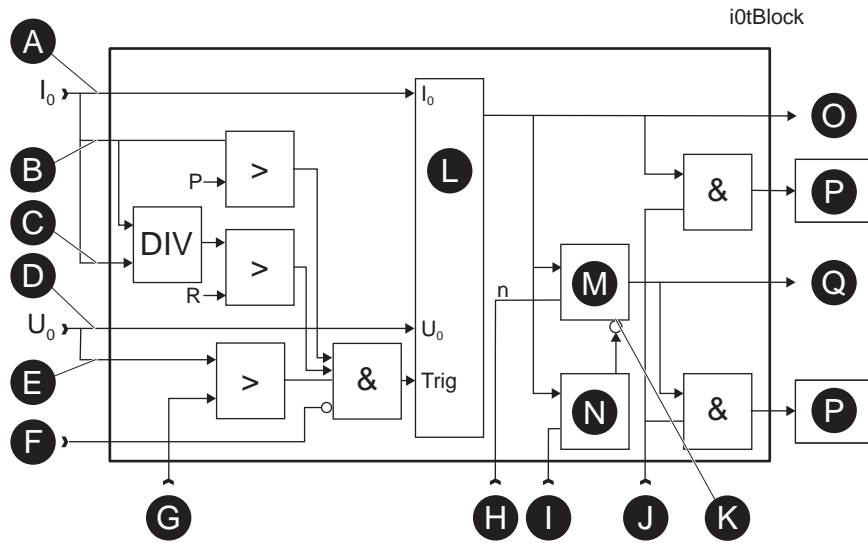 i0tBlock
A
I₀
I₀
O
B
P
>
L
&
P
C
DIV
>
M
Q
D
R
n
U₀
U₀
E
>
&
Trig
N
&
P
F
G
H
I
J
K